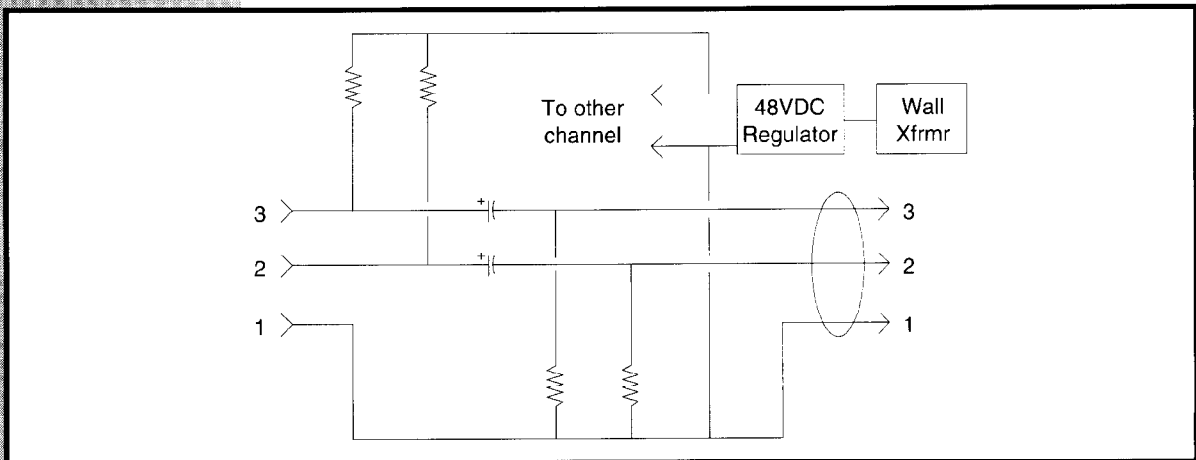 To other
channel
48VDC
Regulator
Wall
Xfrmr
3
+
3
2
+
2
1
1